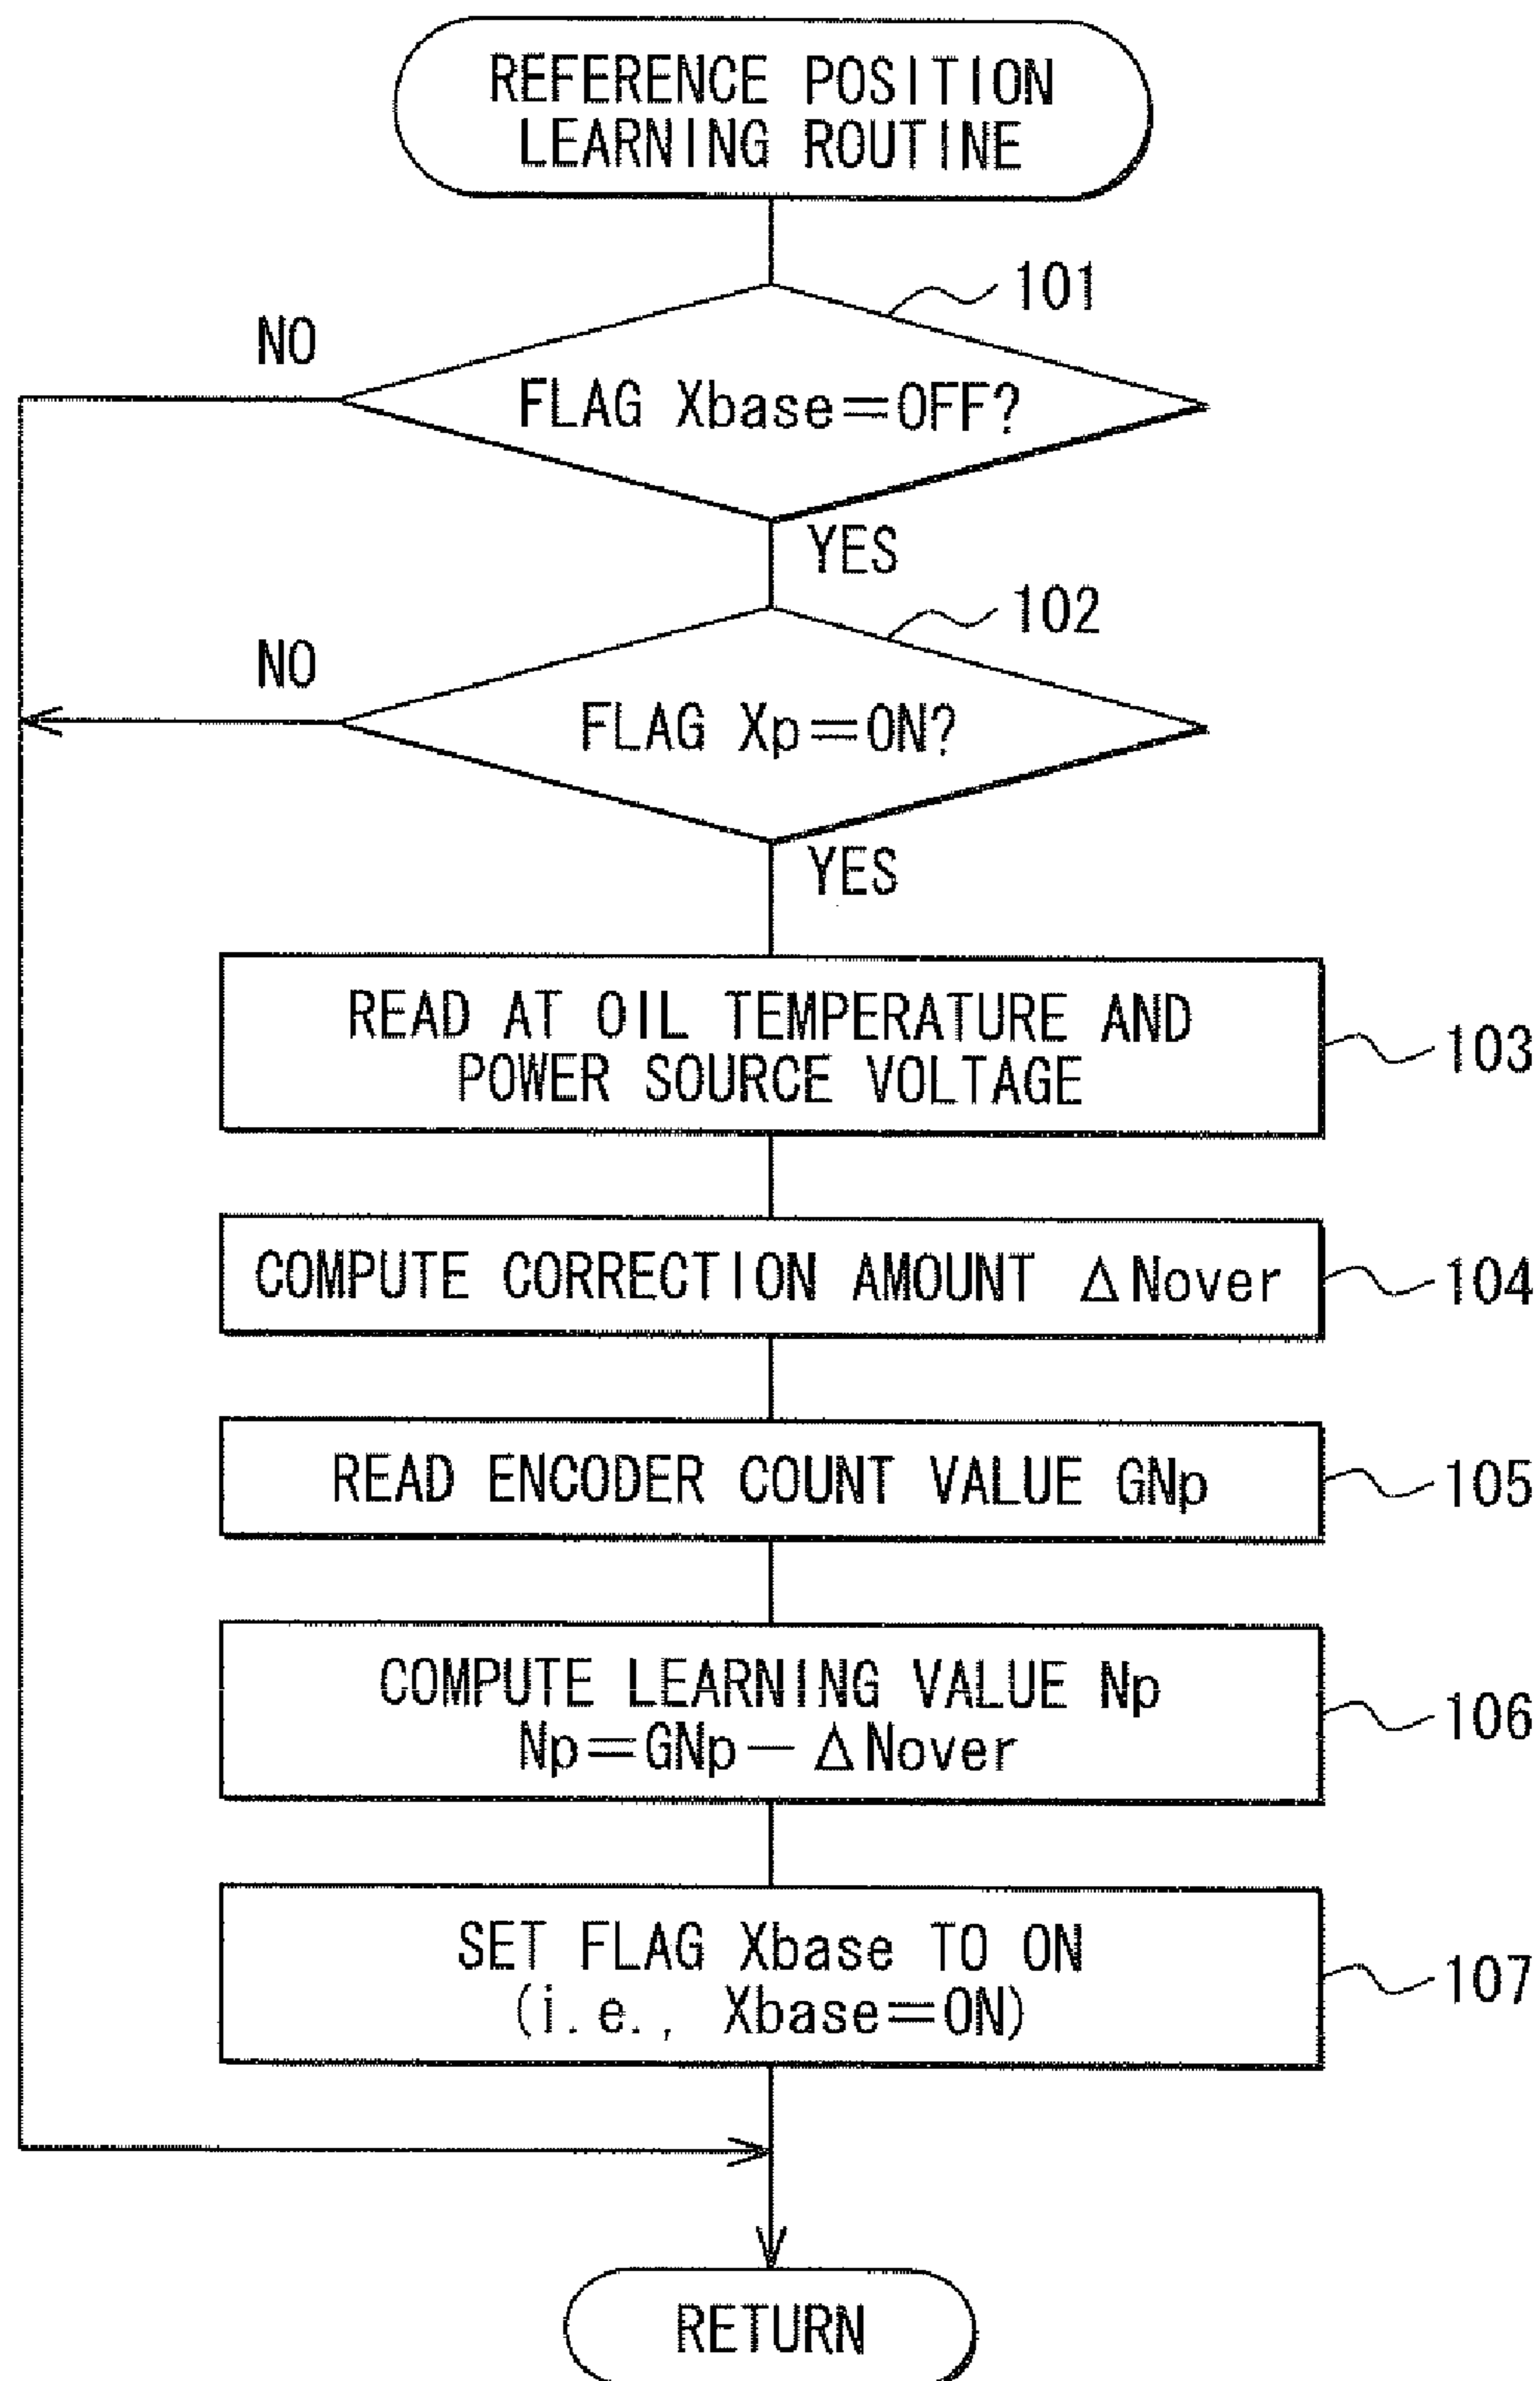 REFERENCE POSITION
LEARNING ROUTINE
101
NO
FLAG Xbase=OFF?
YES
102
NO
FLAG Xp=ON?
YES
READ AT OIL TEMPERATURE AND
POWER SOURCE VOLTAGE
103
COMPUTE CORRECTION AMOUNT ΔNover
104
READ ENCODER COUNT VALUE GNp
105
COMPUTE LEARNING VALUE Np
Np=GNp-ΔNover
106
SET FLAG Xbase TO ON
(i.e., Xbase=ON)
107
RETURN